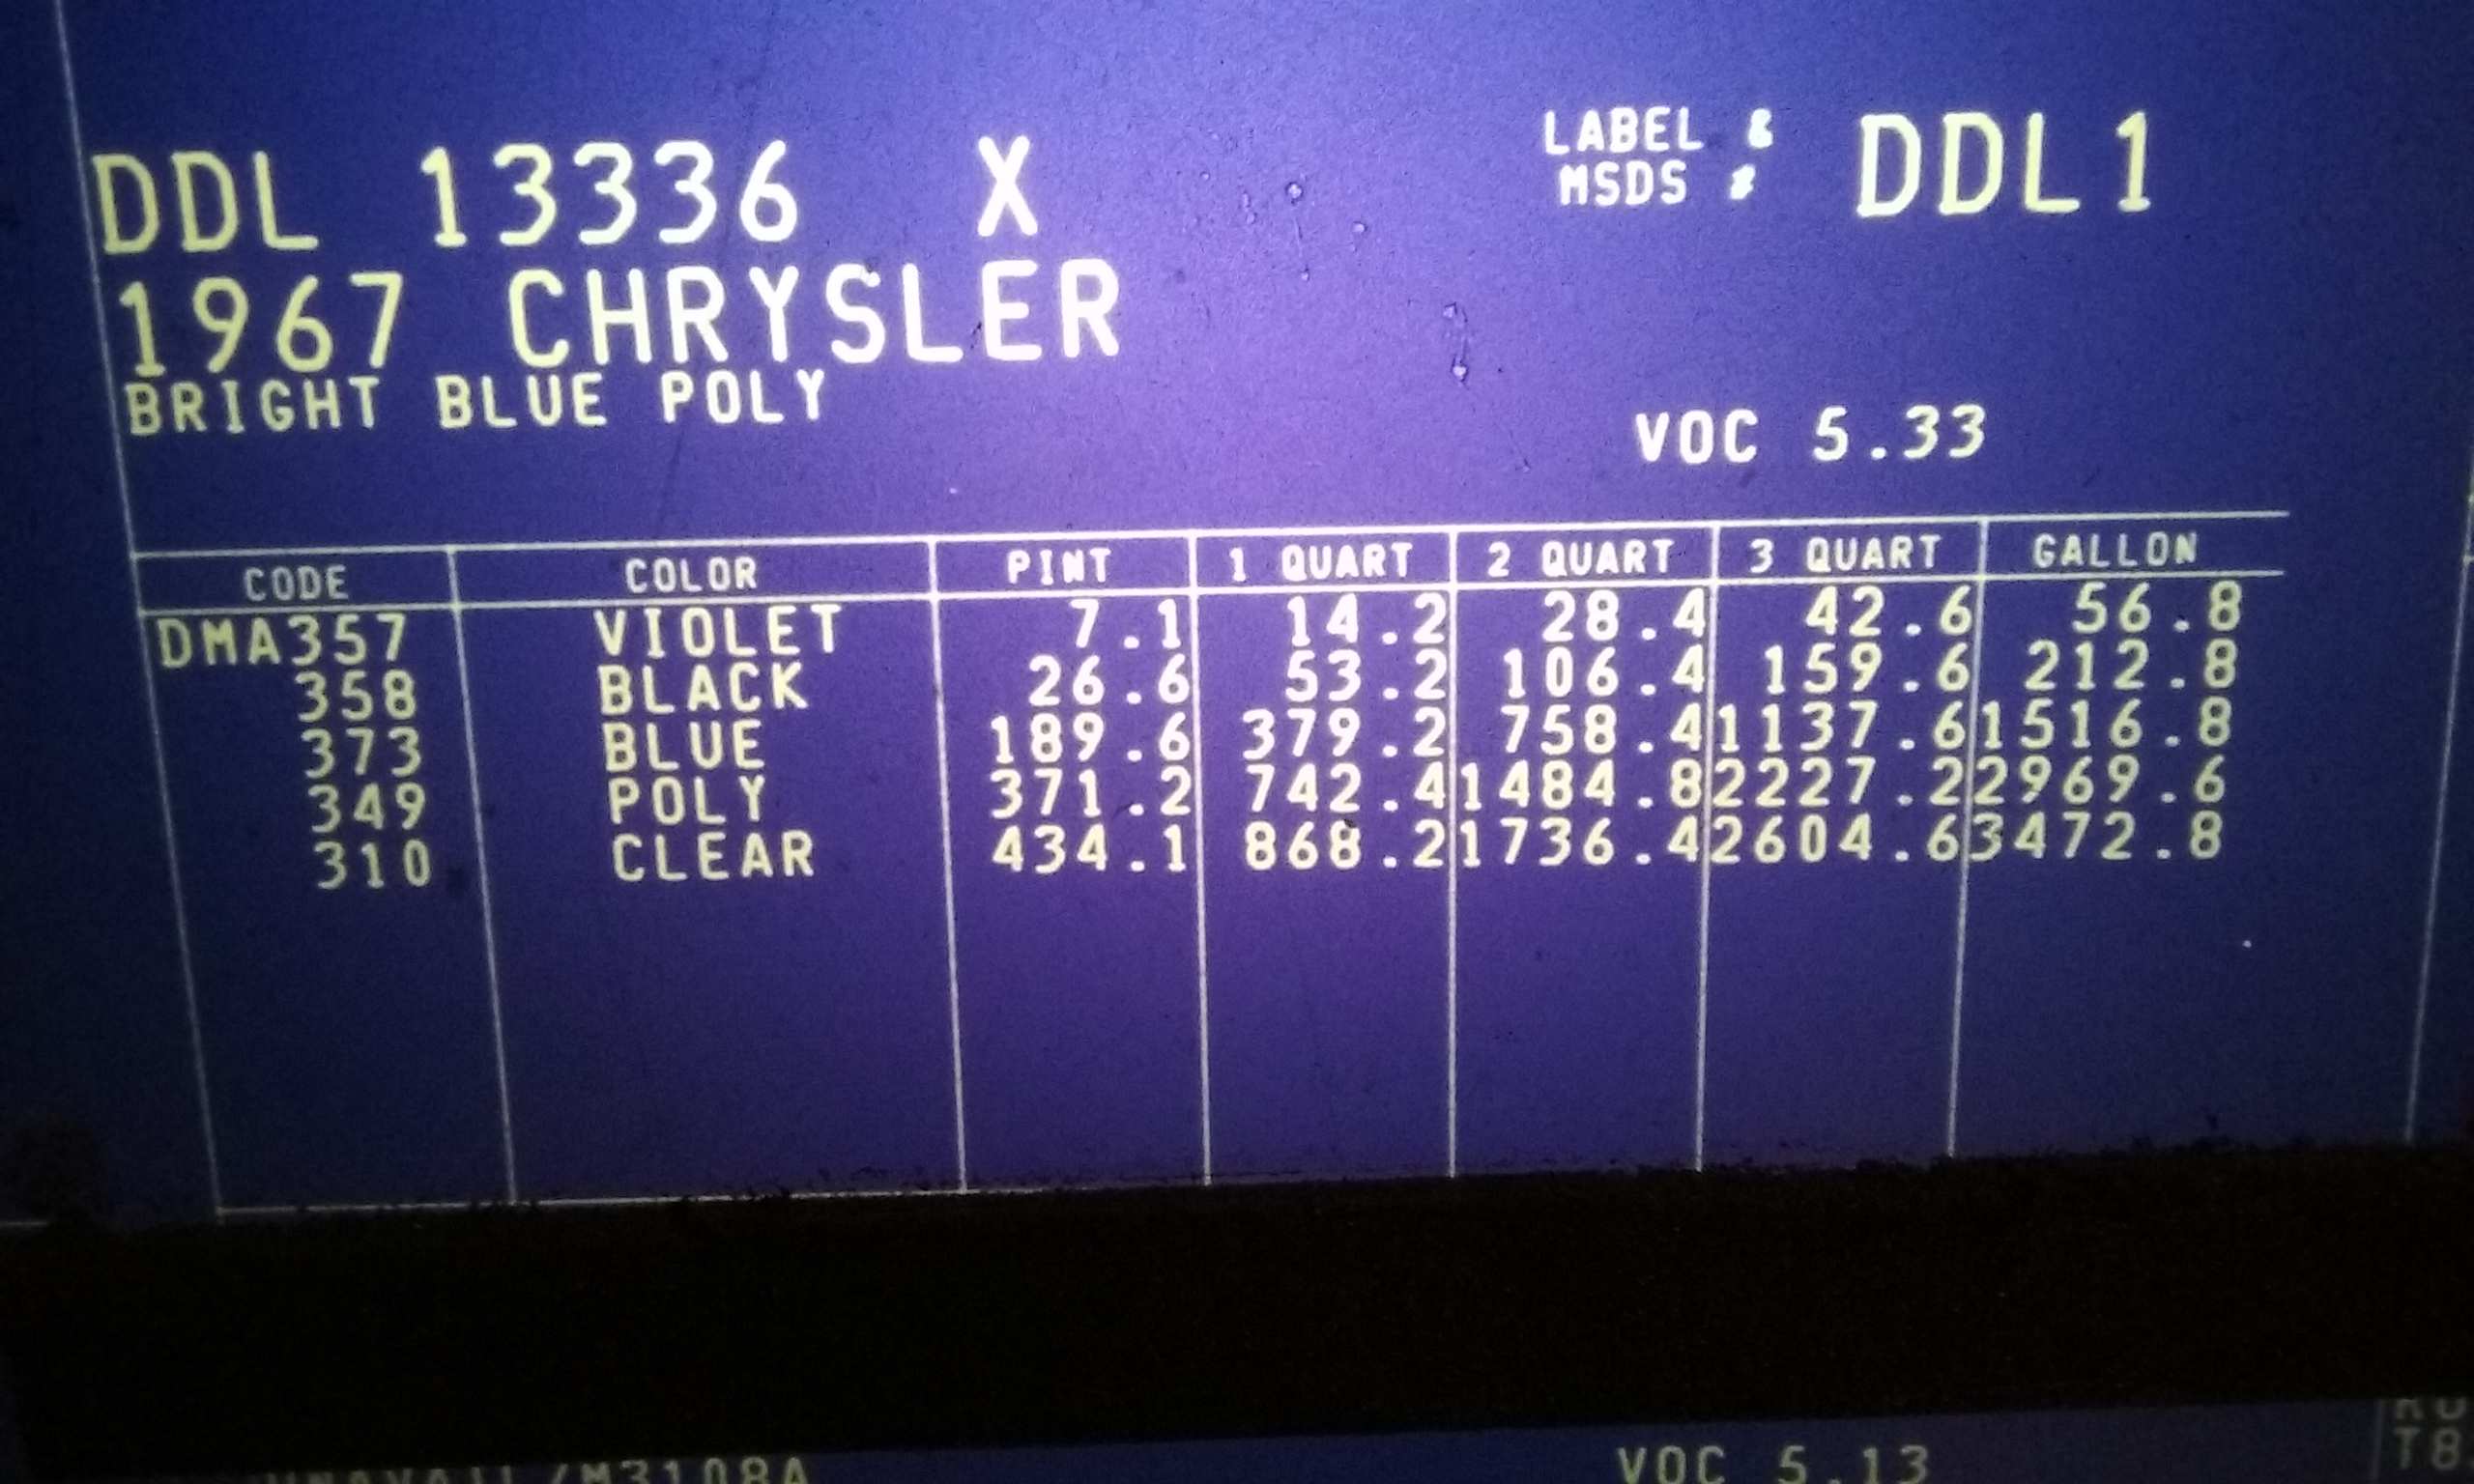 DDL 13336 X
LABEL &
MSDS #
DDL1
1967 CHRYSLER
BRIGHT BLUE POLY
VOC 5.33
CODE COLOR PINT 1 QUART 2 QUART 3 QUART GALLON
DMA357 VIOLET 7.1 14.2 28.4 42.6 56.8
358 BLACK 26.6 53.2 106.4 159.6 212.8
373 BLUE 189.6 379.2 758.4 1137.6 1516.8
349 POLY 371.2 742.4 1484.8 2227.2 2969.6
310 CLEAR 434.1 868.2 1736.4 2604.6 3472.8
/M3108A
VOC 5.13